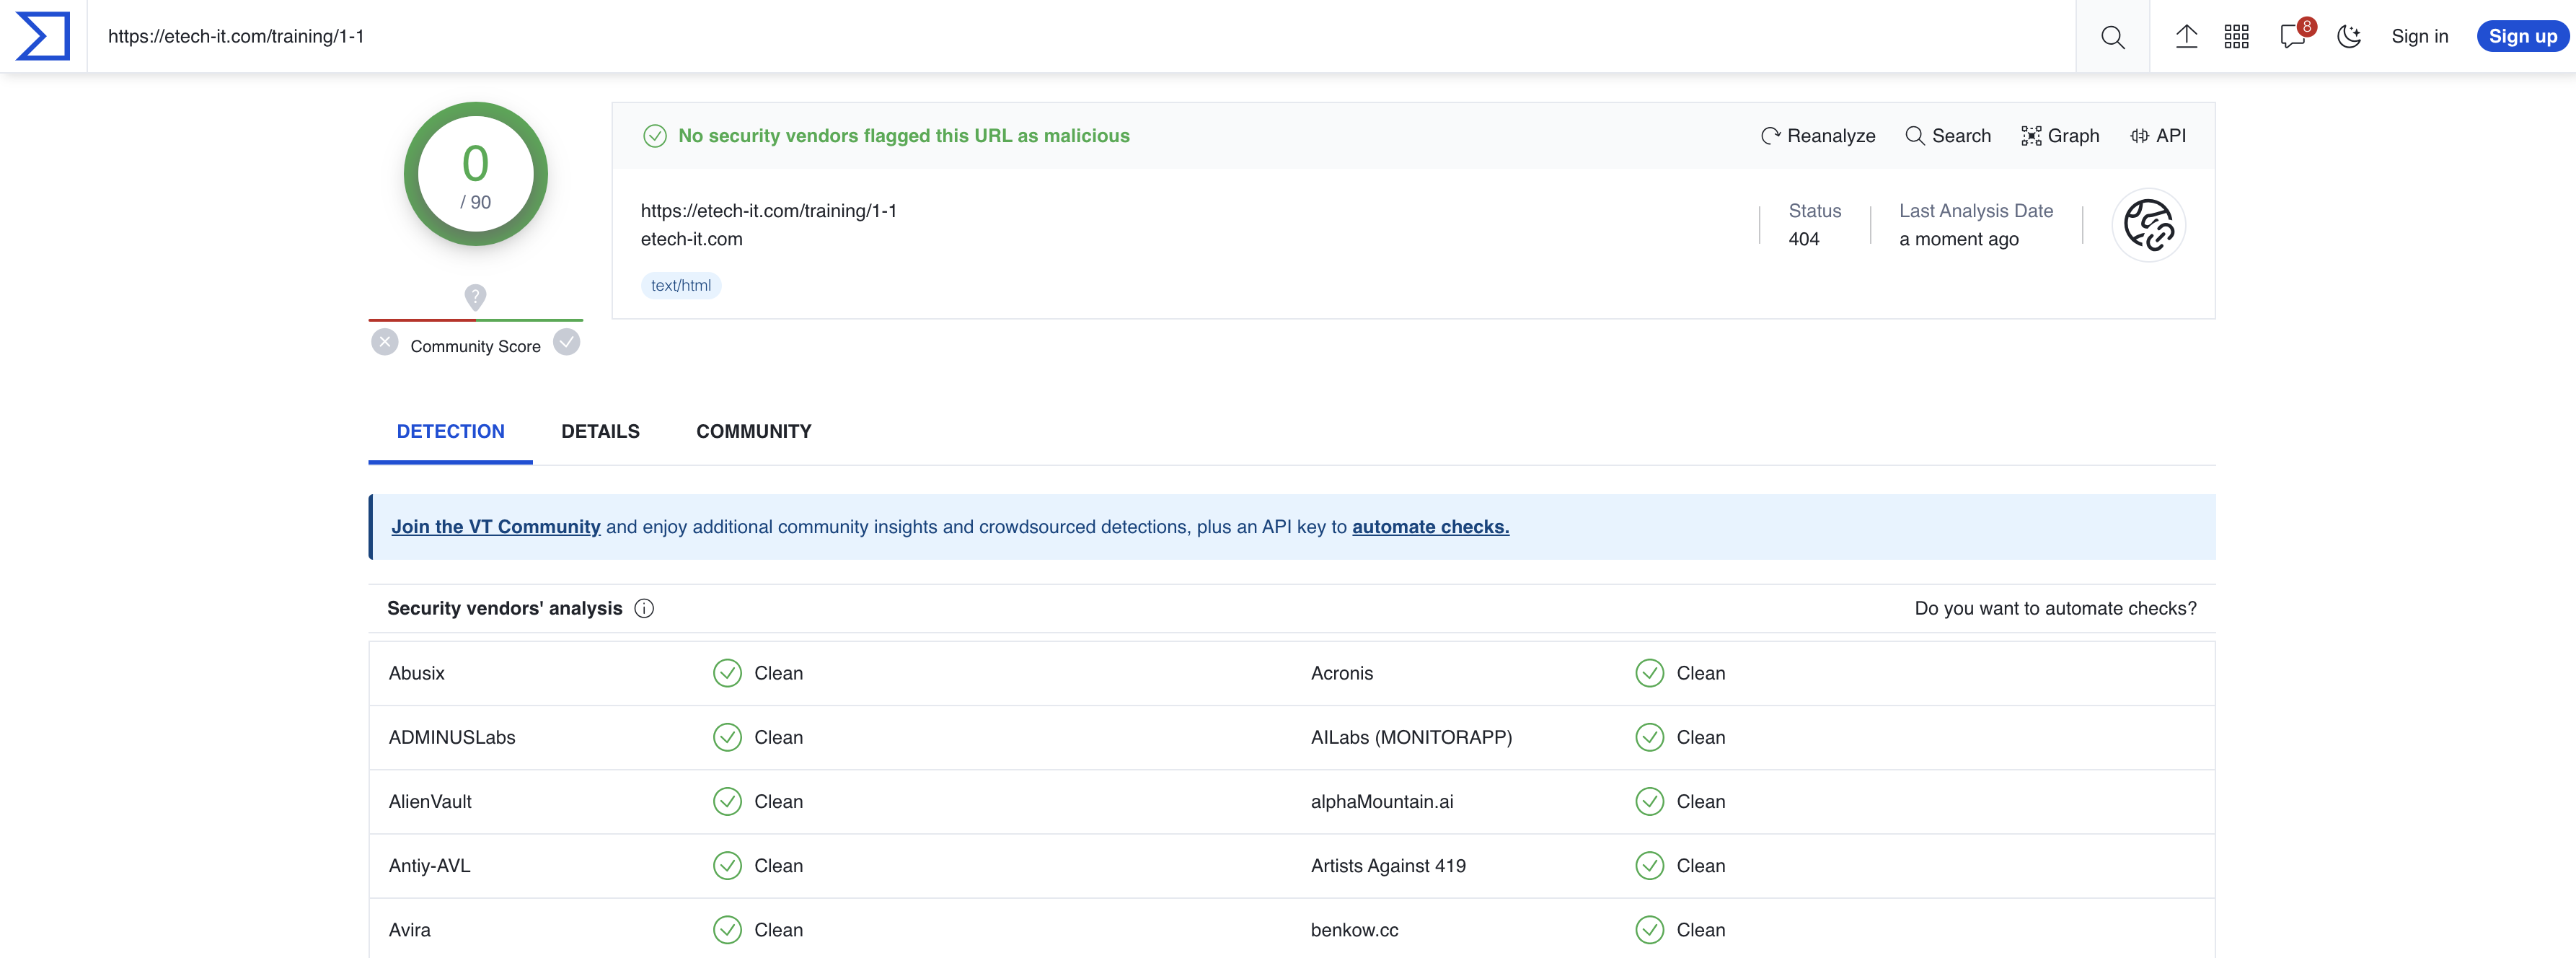 https://etech-it.com/training/1-1
8
Sign in
Sign up
0
/ 90
Community Score
No security vendors flagged this URL as malicious
Reanalyze
Search
Graph
API
https://etech-it.com/training/1-1
etech-it.com
text/html
Status
404
Last Analysis Date
a moment ago
DETECTION DETAILS COMMUNITY
Join the VT Community and enjoy additional community insights and crowdsourced detections, plus an API key to automate checks.
Security vendors' analysis
Do you want to automate checks?
Abusix Clean Acronis Clean
ADMINUSLabs Clean AILabs (MONITORAPP) Clean
AlienVault Clean alphaMountain.ai Clean
Antiy-AVL Clean Artists Against 419 Clean
Avira Clean benkow.cc Clean